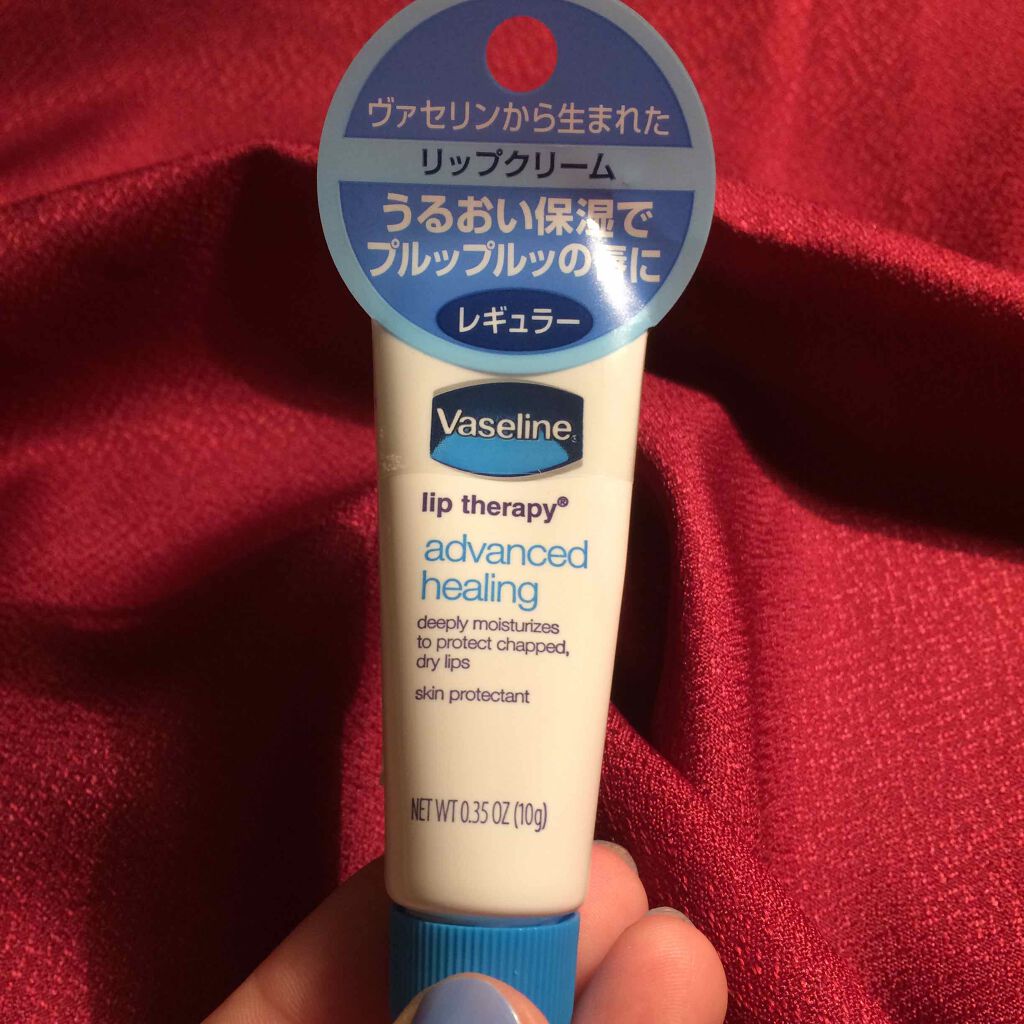 ヴァセリンから生まれた
リップクリーム
うるおい保湿で
プルップルッの唇に
レギュラー
Vaseline
lip therapy®
advanced
healing
deeply moisturizes
to protect chapped,
dry lips
skin protectant
NET WT 0.35 OZ (10g)